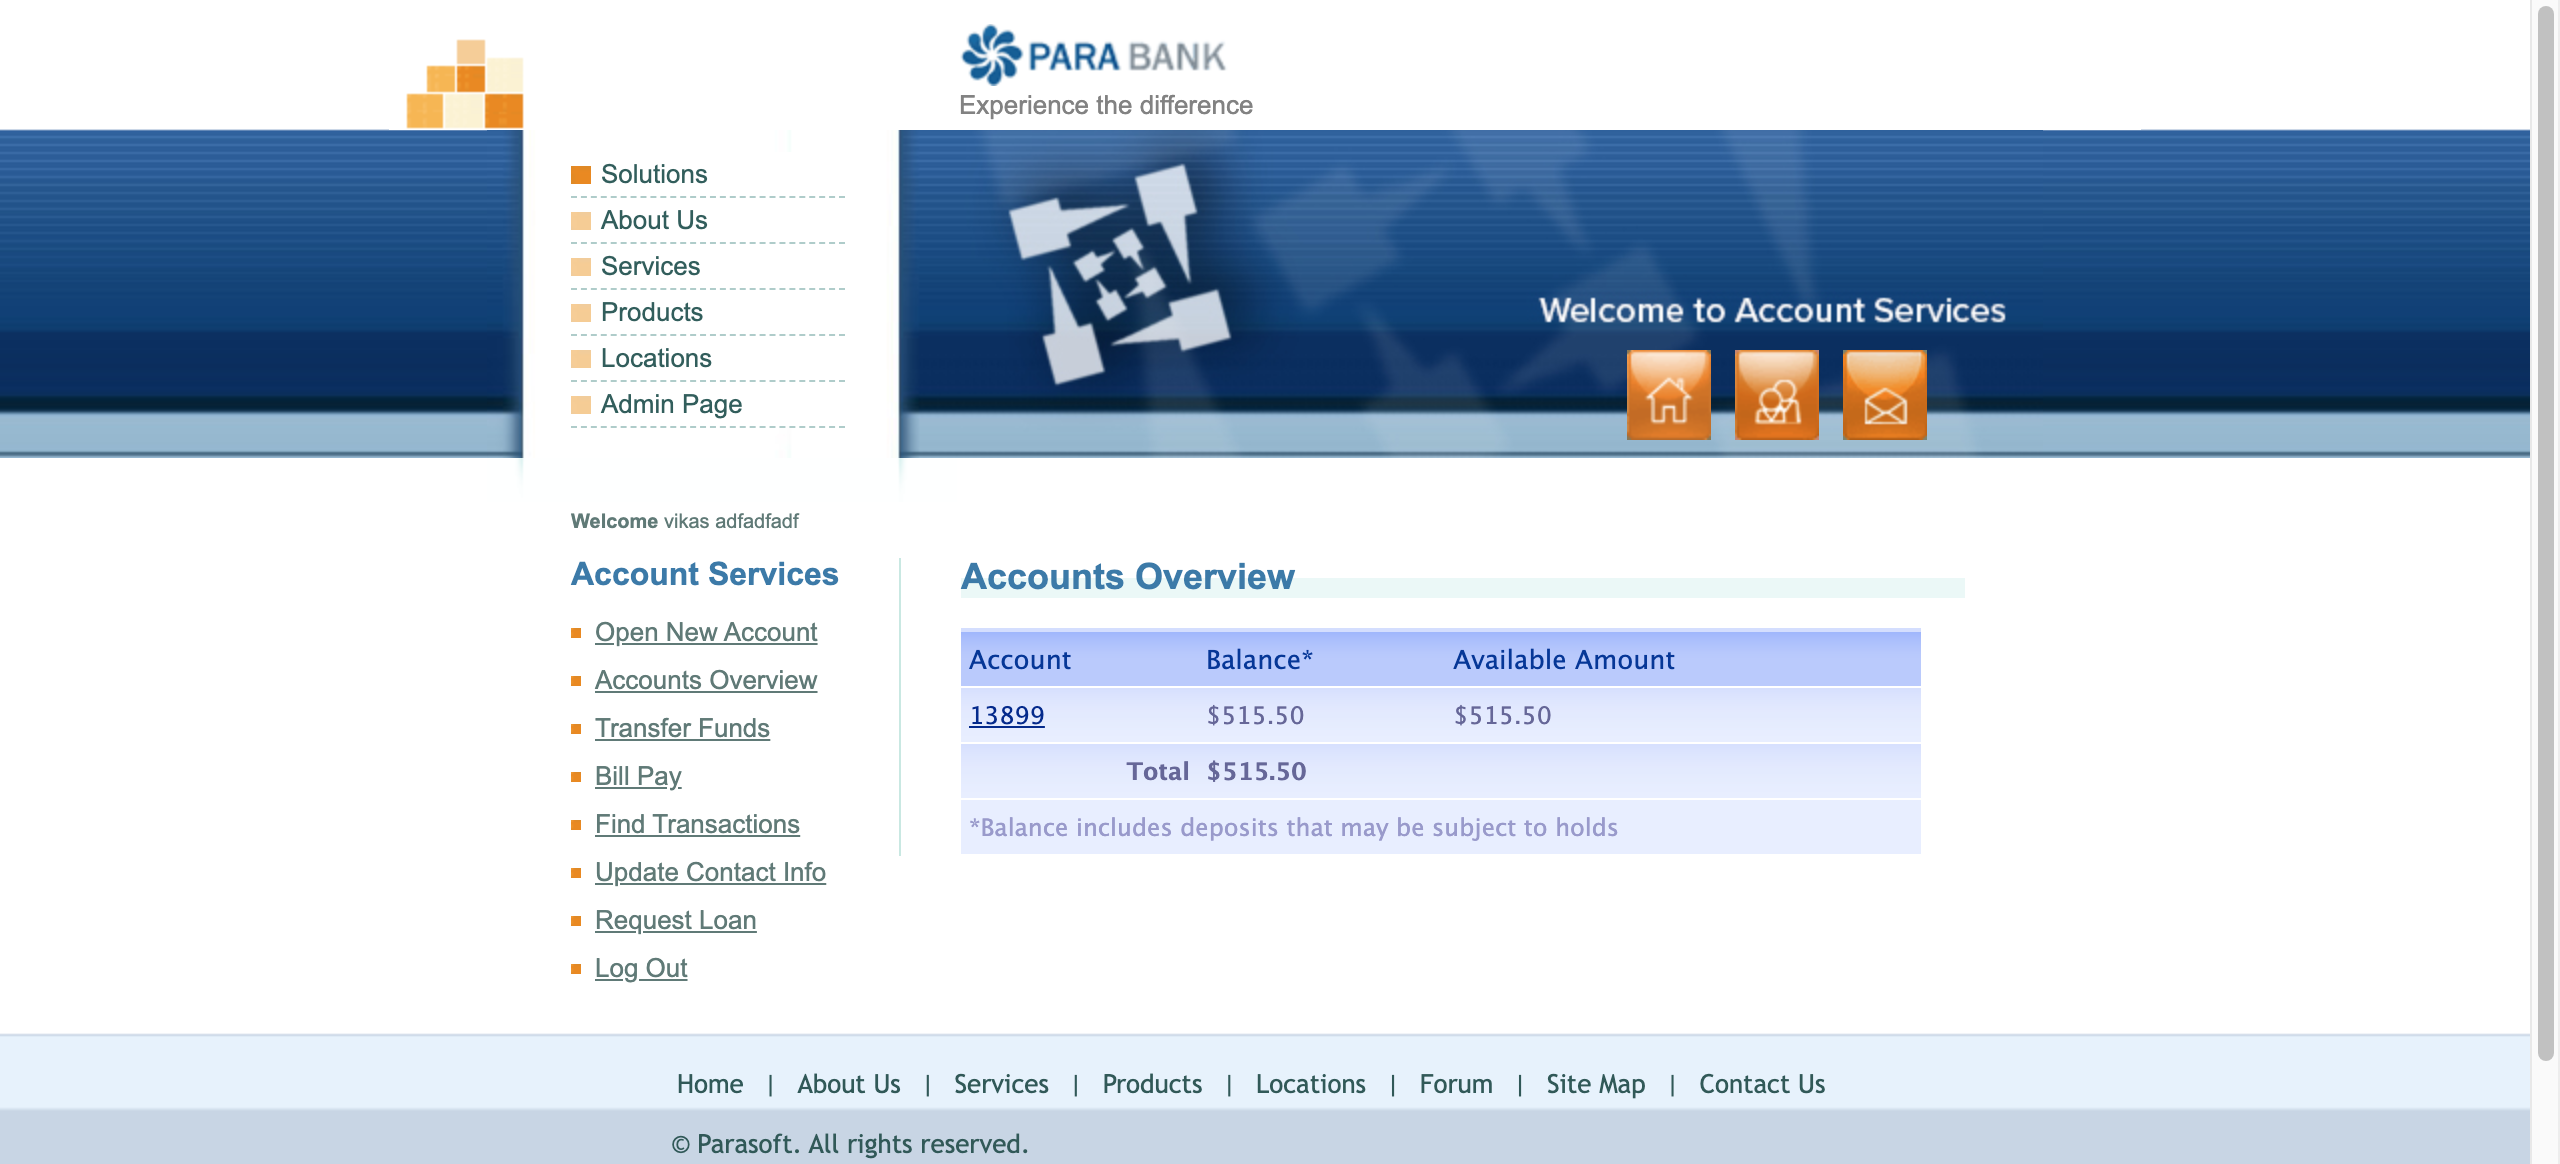 PARA BANK
Experience the difference
Solutions
About Us
Services
Products
Locations
Admin Page
Welcome to Account Services
Welcome vikas adfadfadf
Account Services
Open New Account
Accounts Overview
Transfer Funds
Bill Pay
Find Transactions
Update Contact Info
Request Loan
Log Out
Accounts Overview
Account Balance* Available Amount
13899 $515.50 $515.50
Total $515.50
*Balance includes deposits that may be subject to holds
Home | About Us | Services | Products | Locations | Forum | Site Map | Contact Us
© Parasoft. All rights reserved.